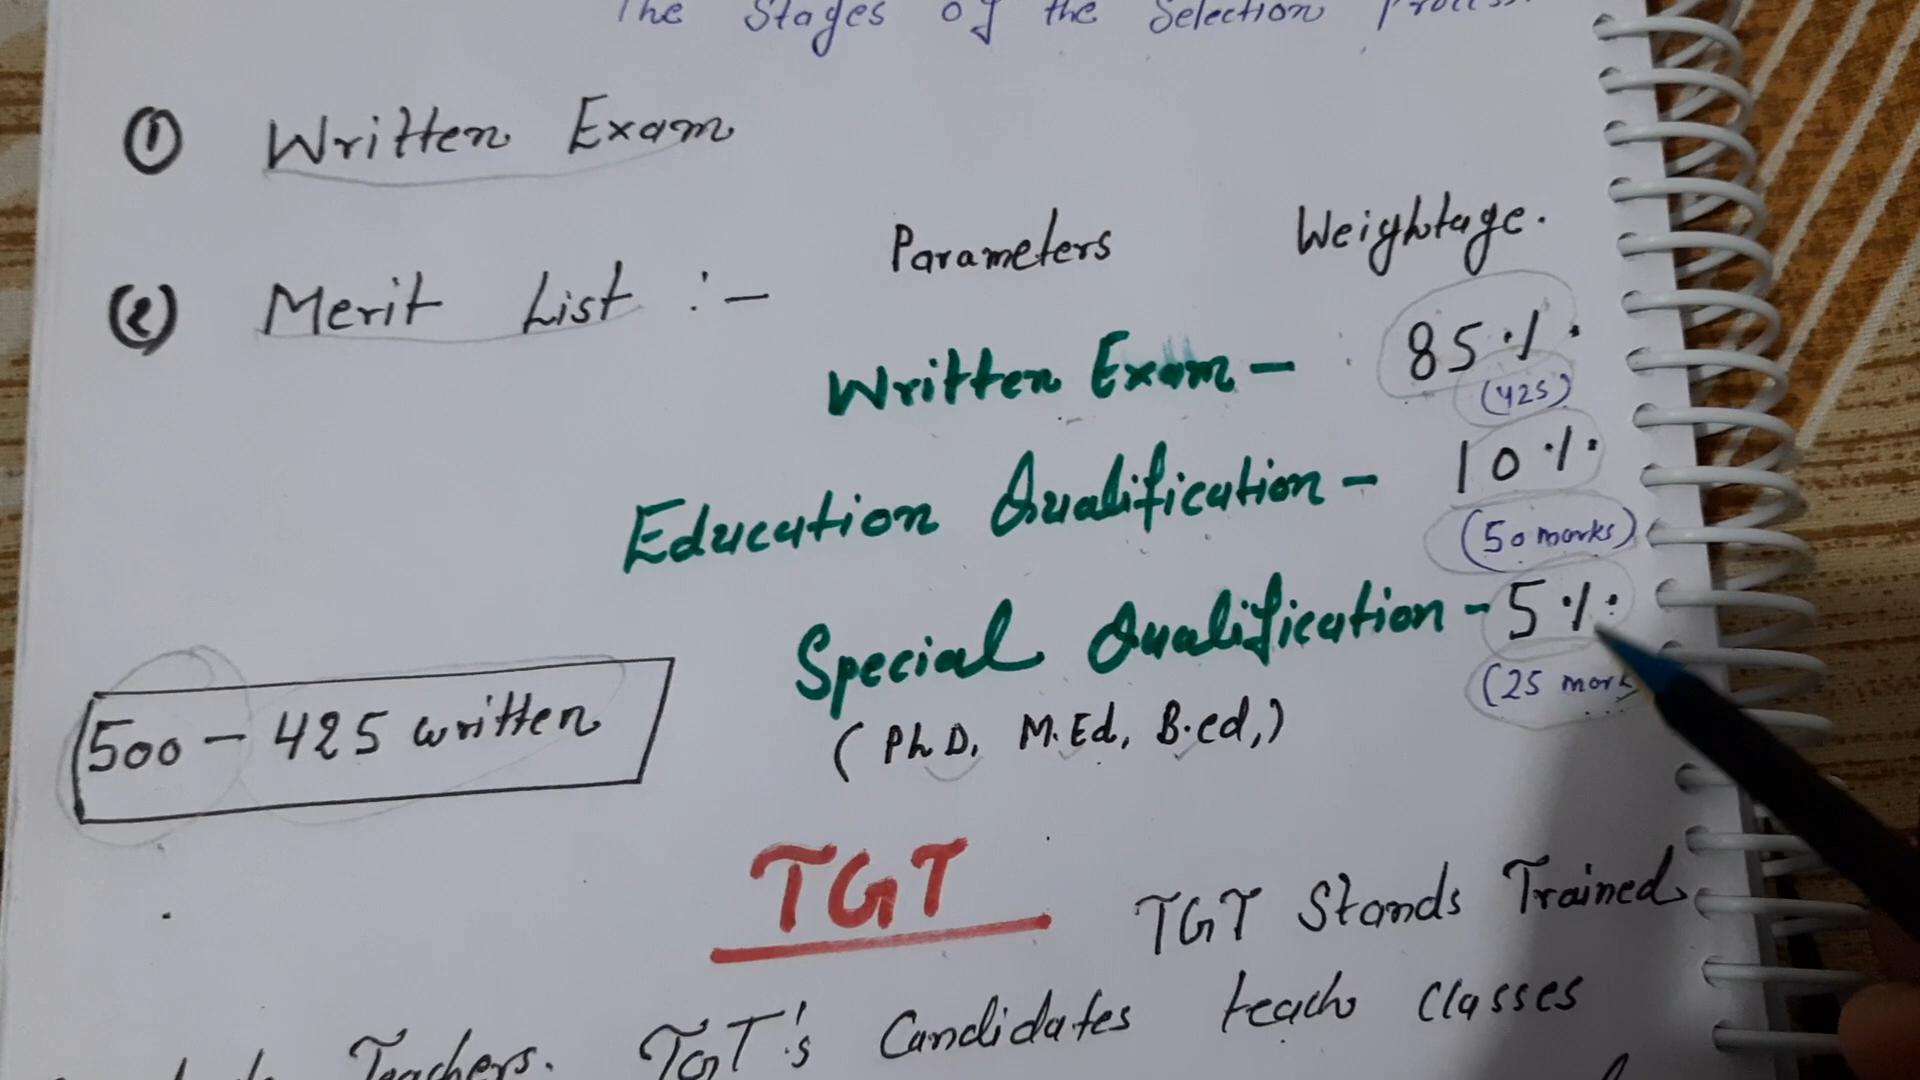 The Stages of the Selection Process
① Written Exam
Parameters Weightage.
(2) Merit List :-
Written Exam - 85%
(425)
Education Qualification - 10%
(50 marks)
Special Qualification - 5%
(25 mark
(Ph D, M.Ed, B.ed,)
500 - 425 written
TGT
TGT Stands Trained
Teachers. TGT's Candidates teach classes